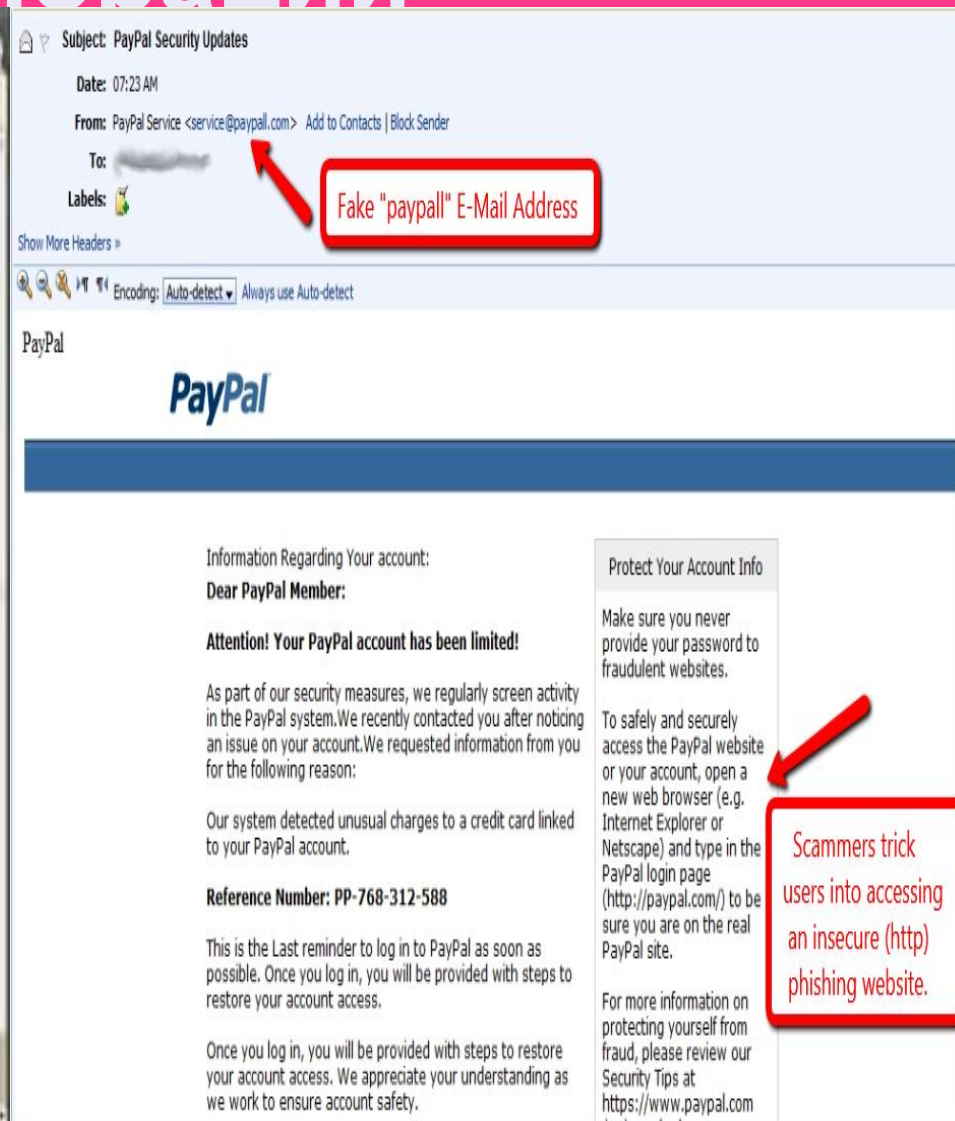 Subject: PayPal Security Updates
Date: 07:23 AM
From: PayPal Service <service@paypall.com> Add to Contacts | Block Sender
To:
Labels:
Fake "paypall" E-Mail Address
Show More Headers »
Encoding: Auto-detect Always use Auto-detect
PayPal
PayPal
Information Regarding Your account:
Dear PayPal Member:
Attention! Your PayPal account has been limited!
As part of our security measures, we regularly screen activity
in the PayPal system.We recently contacted you after noticing
an issue on your account.We requested information from you
for the following reason:
Our system detected unusual charges to a credit card linked
to your PayPal account.
Reference Number: PP-768-312-588
This is the Last reminder to log in to PayPal as soon as
possible. Once you log in, you will be provided with steps to
restore your account access.
Once you log in, you will be provided with steps to restore
your account access. We appreciate your understanding as
we work to ensure account safety.
Protect Your Account Info
Make sure you never
provide your password to
fraudulent websites.
To safely and securely
access the PayPal website
or your account, open a
new web browser (e.g.
Internet Explorer or
Netscape) and type in the
PayPal login page
(http://paypal.com/) to be
sure you are on the real
PayPal site.
For more information on
protecting yourself from
fraud, please review our
Security Tips at
https://www.paypal.com
Scammers trick
users into accessing
an insecure (http)
phishing website.